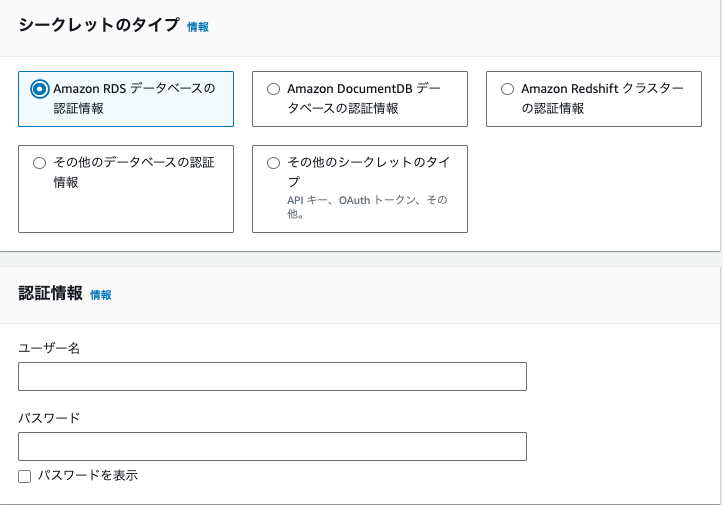 シークレットのタイプ 情報
Amazon RDS データベースの
認証情報
Amazon DocumentDB デー
タベースの認証情報
Amazon Redshift クラスター
の認証情報
その他のデータベースの認証
情報
その他のシークレットのタイ
プ
API キー、OAuth トークン、その
他。
認証情報 情報
ユーザー名
パスワード
パスワードを表示